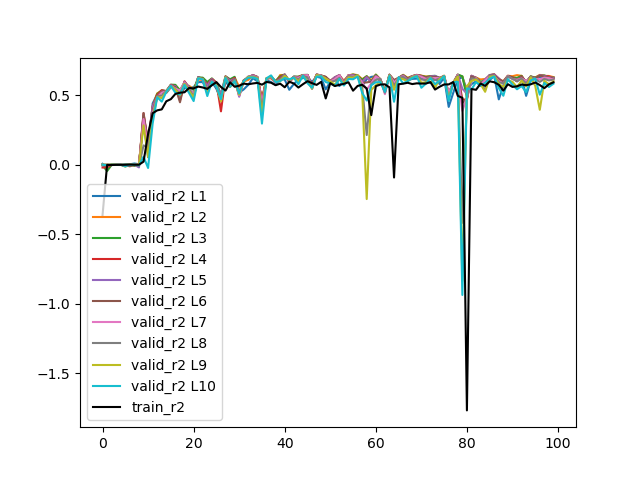 0.5
0.0
−0.5
−1.0
−1.5
valid_r2 L1
valid_r2 L2
valid_r2 L3
valid_r2 L4
valid_r2 L5
valid_r2 L6
valid_r2 L7
valid_r2 L8
valid_r2 L9
valid_r2 L10
train_r2
0 20 40 60 80 100